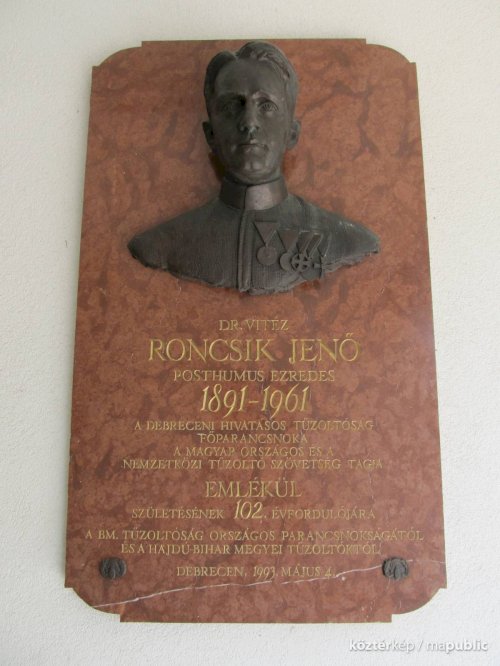 DR. VITÉZ
RONCSIK JENŐ
POSTHUMUS EZREDES
1891-1961
A DEBRECENI HIVATÁSOS TŰZOLTÓSÁG
FŐPARANCSNOKA
A MAGYAR ORSZÁGOS ÉS A
NEMZETKÖZI TŰZOLTÓ SZÖVETSÉG TAGJA
EMLÉKÜL
SZÜLETÉSÉNEK 102. ÉVFORDULÓJÁRA
A BM. TŰZOLTÓSÁG ORSZÁGOS PARANCSNOKSÁGÁTÓL
ÉS A HAJDÚ-BIHAR MEGYEI TŰZOLTÓKTÓL
DEBRECEN, 1993. MÁJUS 4.
köztérkép / mapublic